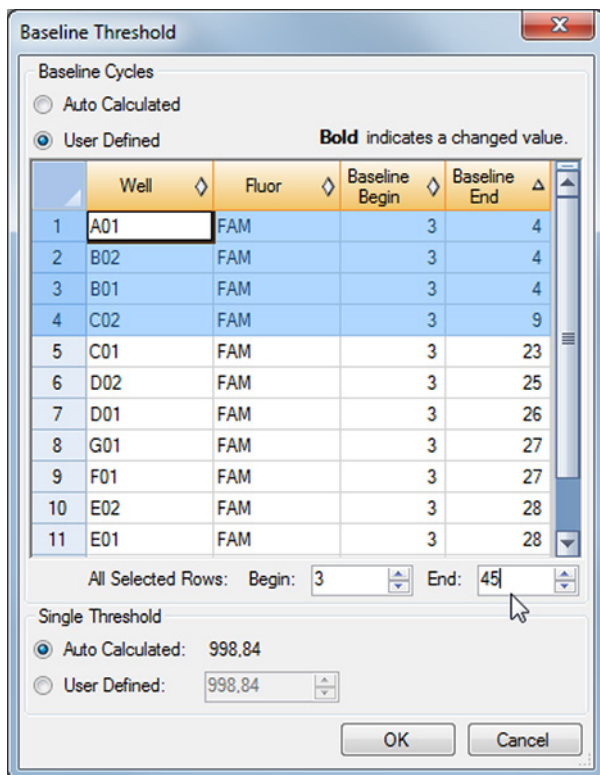 Baseline Threshold
Baseline Cycles
Auto Calculated
User Defined Bold indicates a changed value.
Well Fluor Baseline Begin Baseline End
1 A01 FAM 3 4
2 B02 FAM 3 4
3 B01 FAM 3 4
4 C02 FAM 3 9
5 C01 FAM 3 23
6 D02 FAM 3 25
7 D01 FAM 3 26
8 G01 FAM 3 27
9 F01 FAM 3 27
10 E02 FAM 3 28
11 E01 FAM 3 28
All Selected Rows: Begin: 3 End: 45
Single Threshold
Auto Calculated: 998,84
User Defined: 998,84
OK Cancel